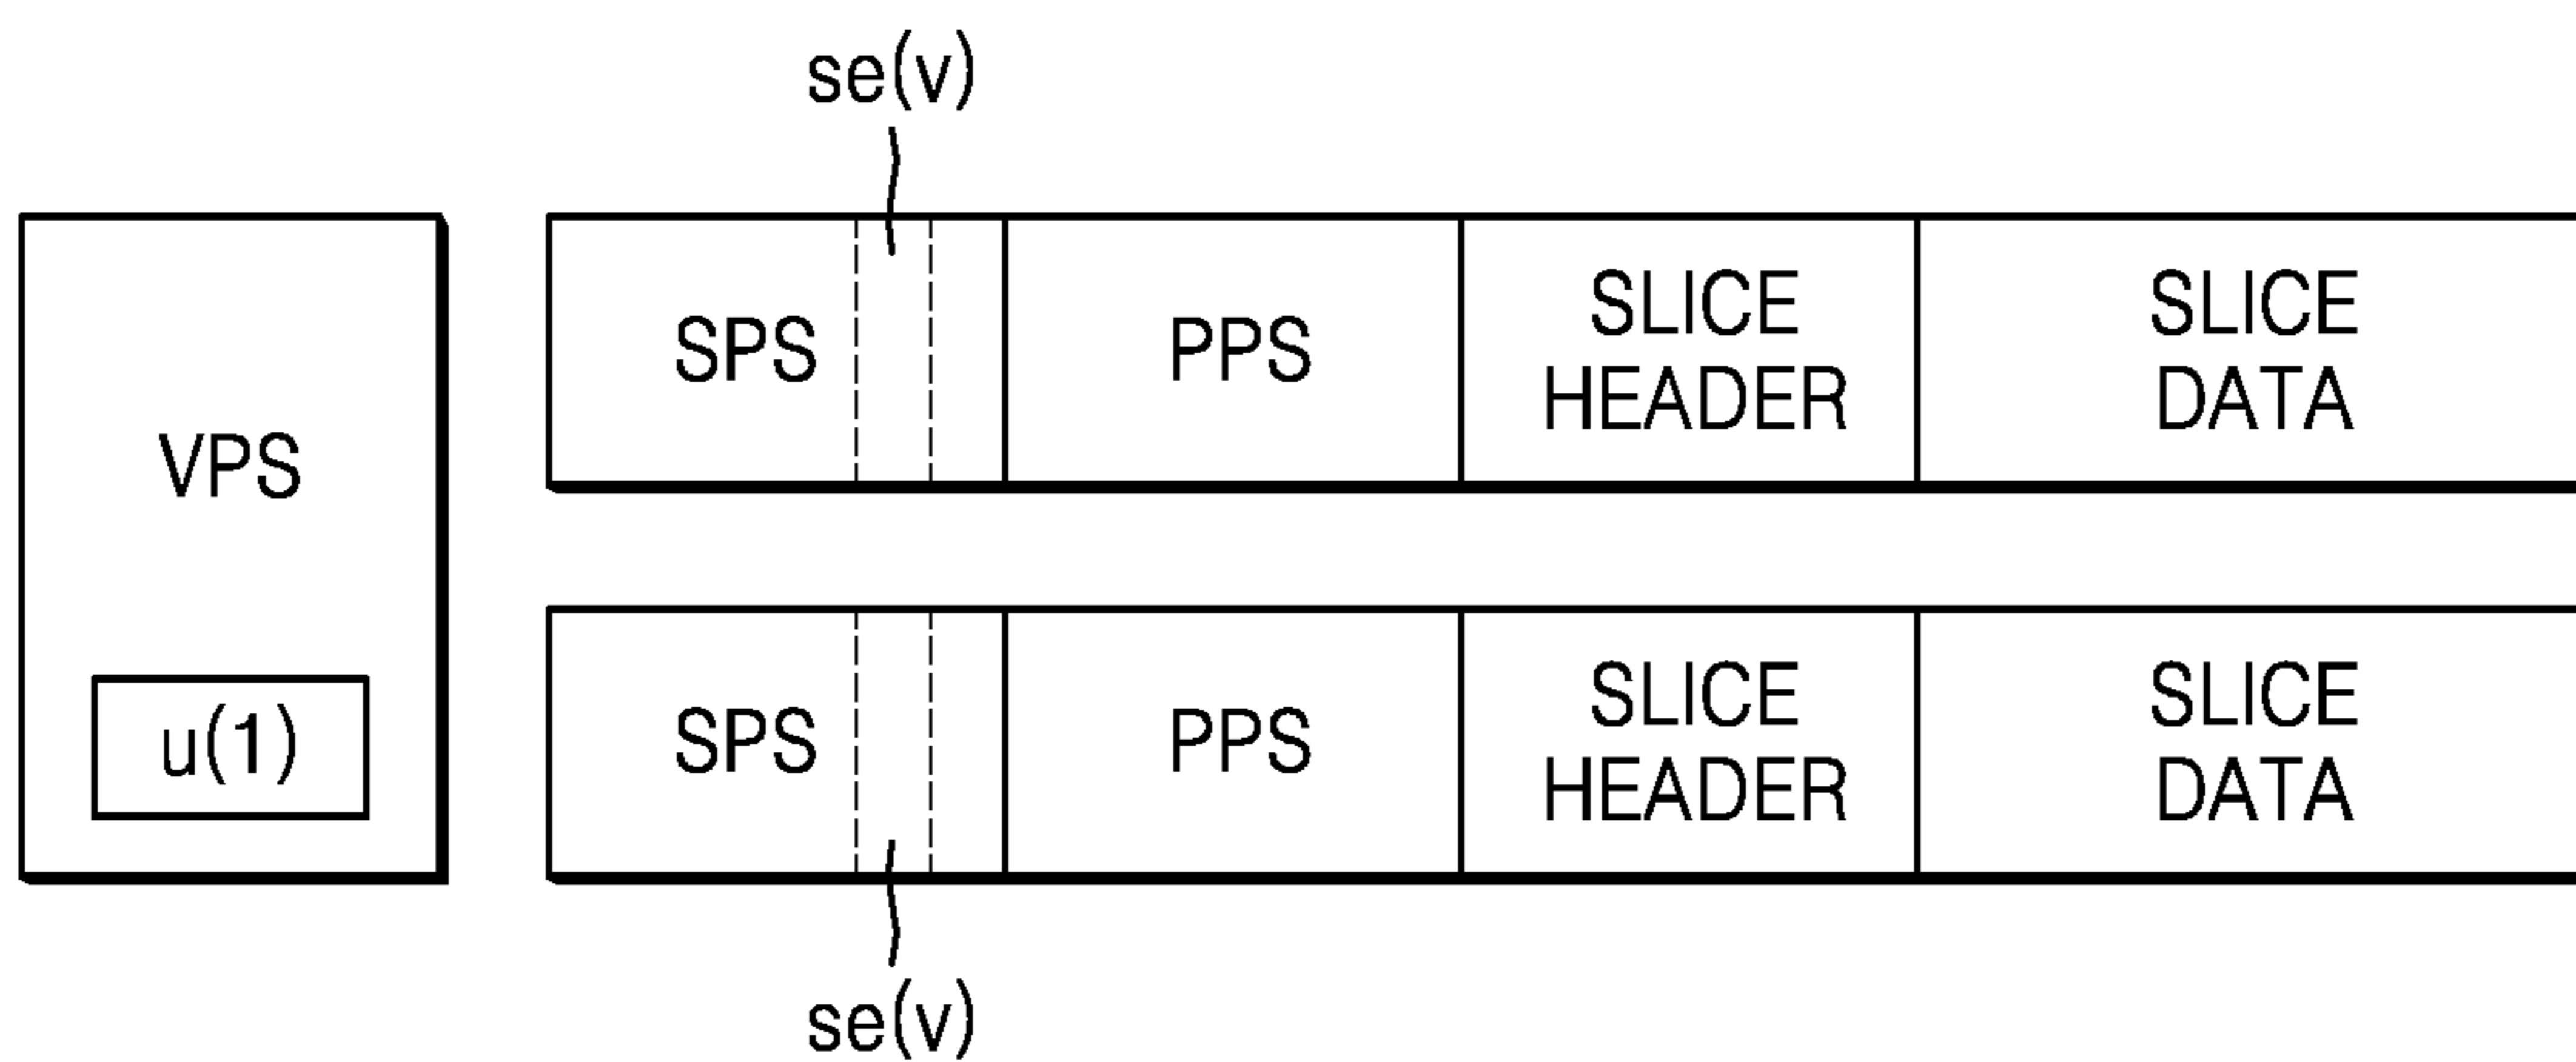 se(v)
VPS
u(1)
SPS
PPS
SLICE
HEADER
SLICE
DATA
SPS
PPS
SLICE
HEADER
SLICE
DATA
se(v)